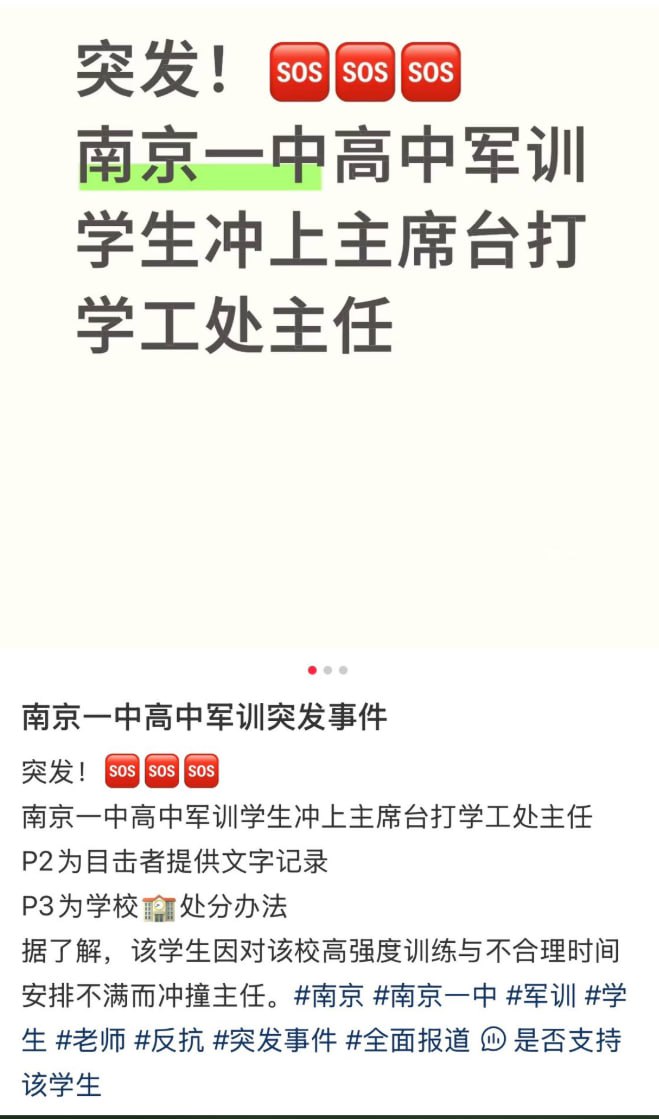 突发！🆘🆘🆘
南京一中高中军训
学生冲上主席台打
学工处主任
南京一中高中军训突发事件
突发！🆘🆘🆘
南京一中高中军训学生冲上主席台打学工处主任
P2为目击者提供文字记录
P3为学校🏫处分办法
据了解，该学生因对该校高强度训练与不合理时间
安排不满而冲撞主任。#南京 #南京一中 #军训 #学
生 #老师 #反抗 #突发事件 #全面报道 是否支持
该学生